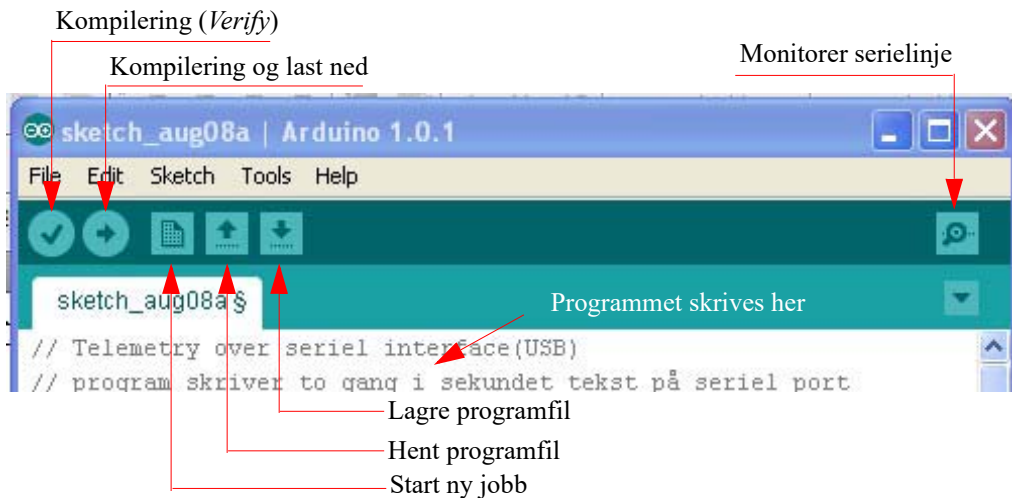 Kompilering (Verify)
Kompilering og last ned
Monitorer serielinje
sketch_aug08a | Arduino 1.0.1
File Edit Sketch Tools Help
sketch_aug08a §
Programmet skrives her
// Telemetry over seriel interface(USB)
// program skriver to gang i sekundet tekst på seriel port
Lagre programfil
Hent programfil
Start ny jobb